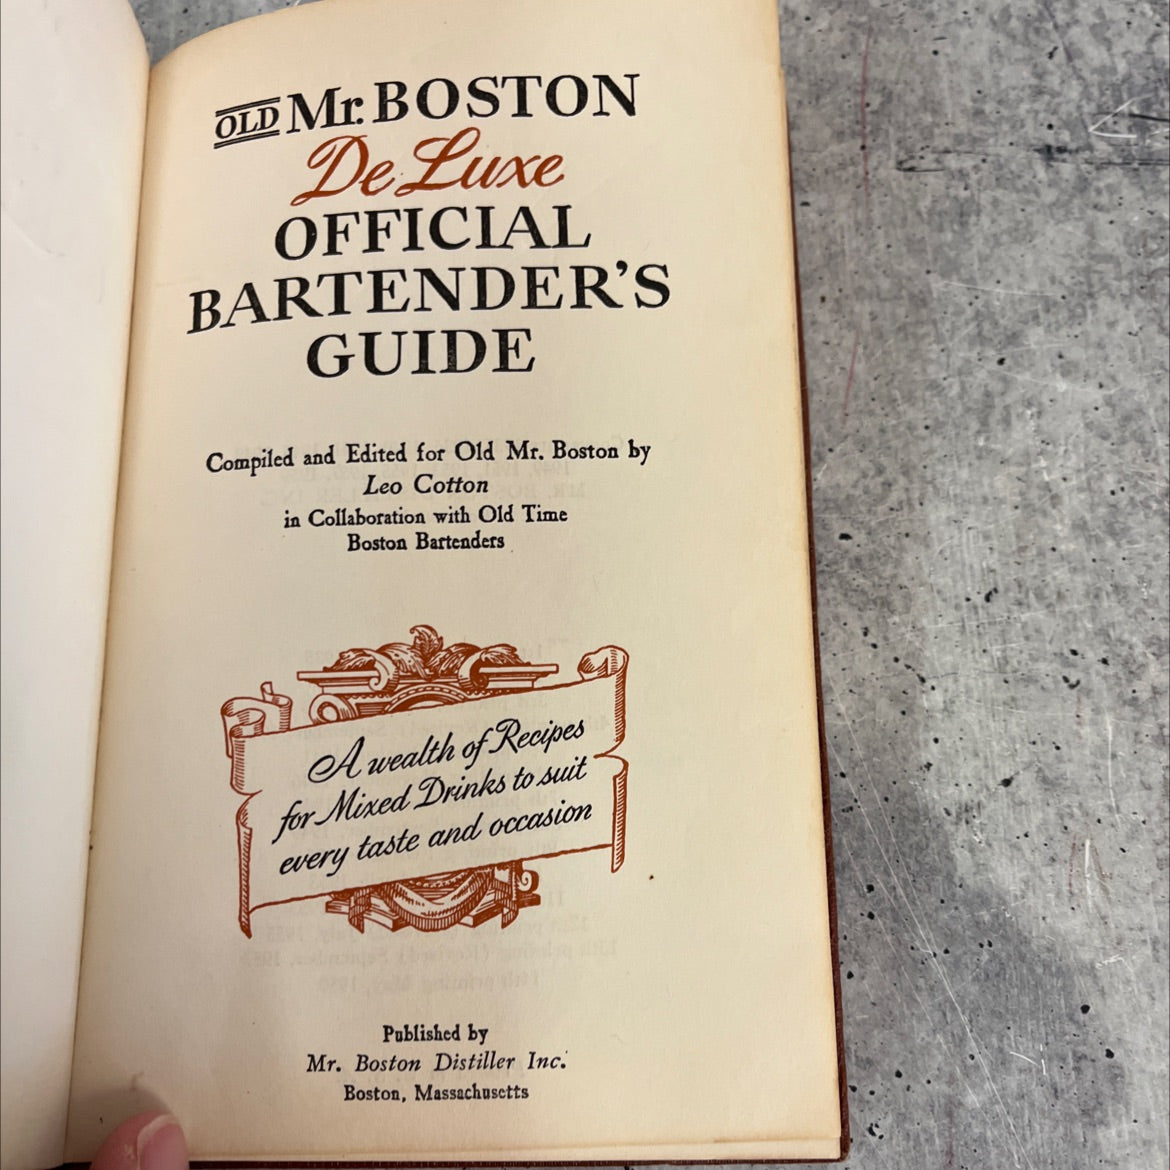 OLD Mr. BOSTON
De Luxe
OFFICIAL
BARTENDER'S
GUIDE
Compiled and Edited for Old Mr. Boston by
Leo Cotton
in Collaboration with Old Time
Boston Bartenders
A wealth of Recipes
for Mixed Drinks to suit
every taste and occasion
Published by
Mr. Boston Distiller Inc.
Boston, Massachusetts